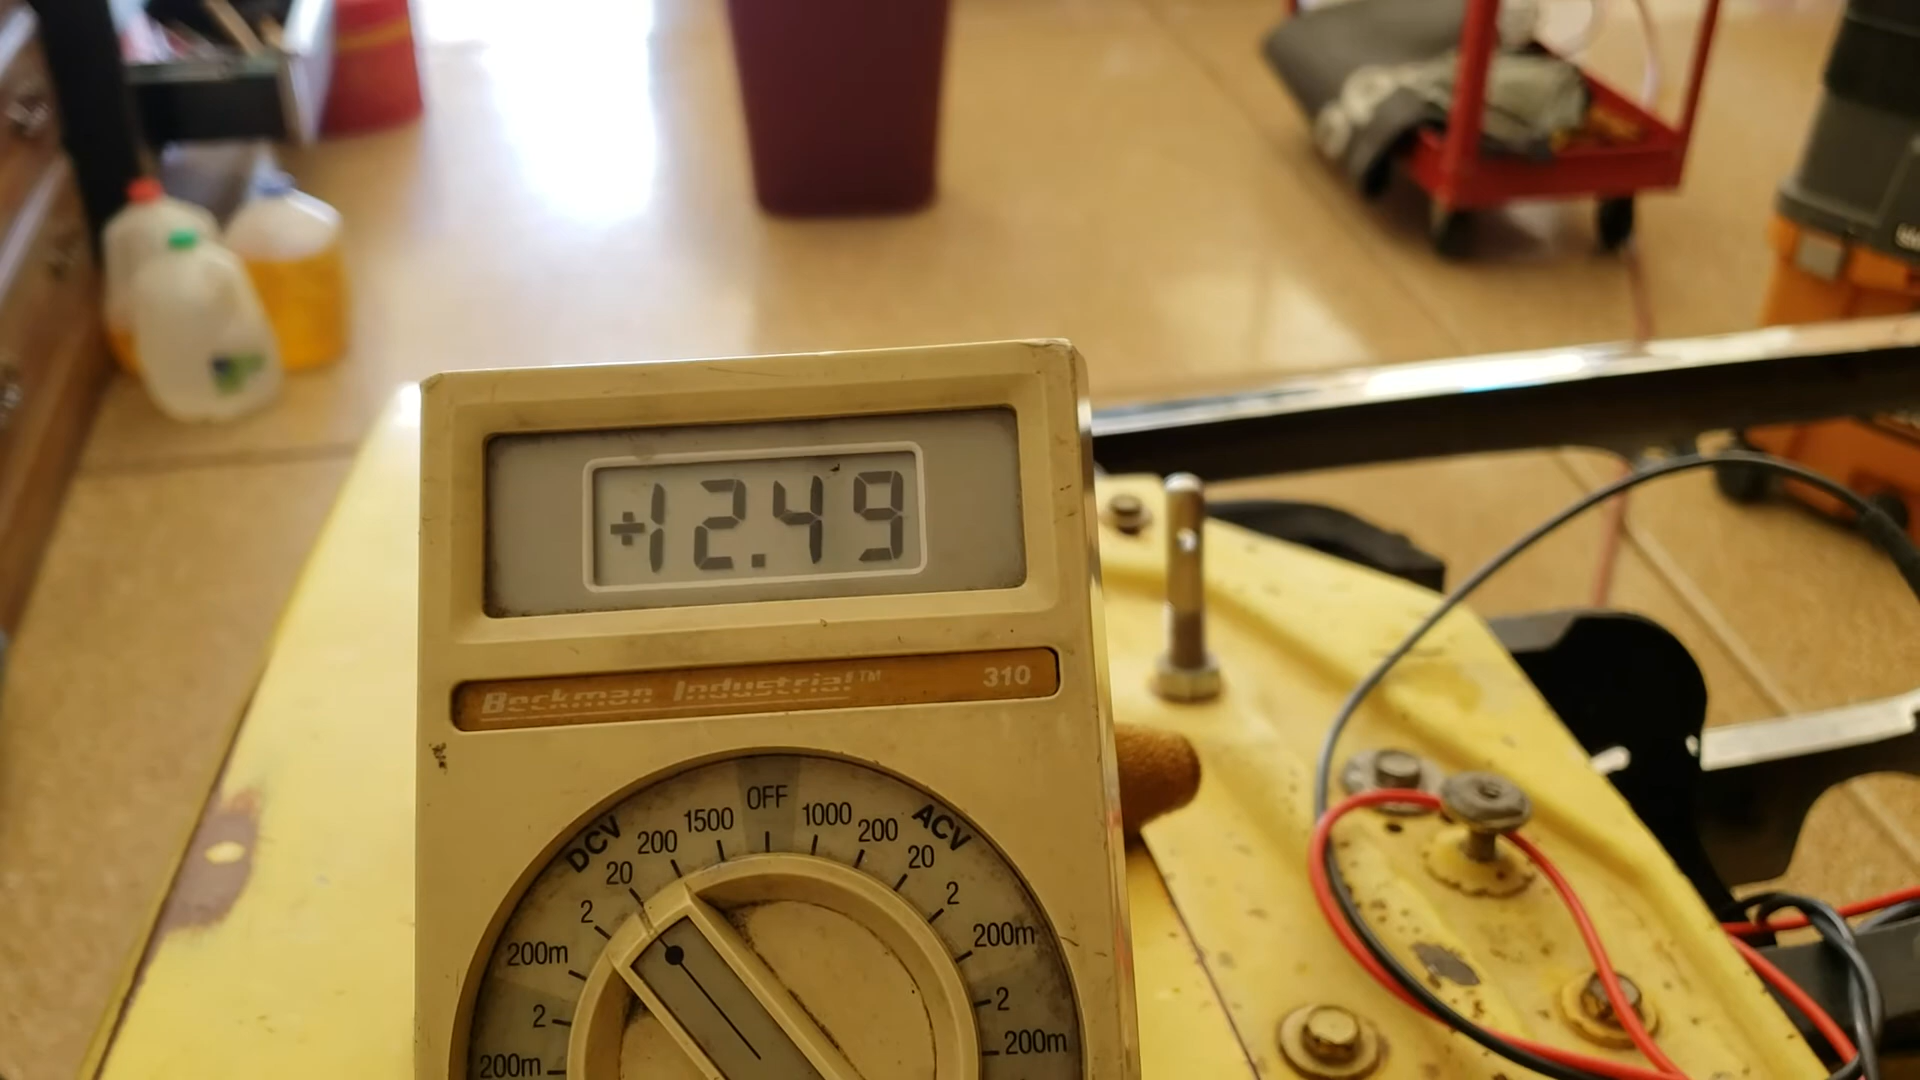 +12.49
Beckman Industrial™ 310
OFF
DCV 200 1500 1000 200 ACV
20 20
2 2
200m 200m
2 2
200m 200m